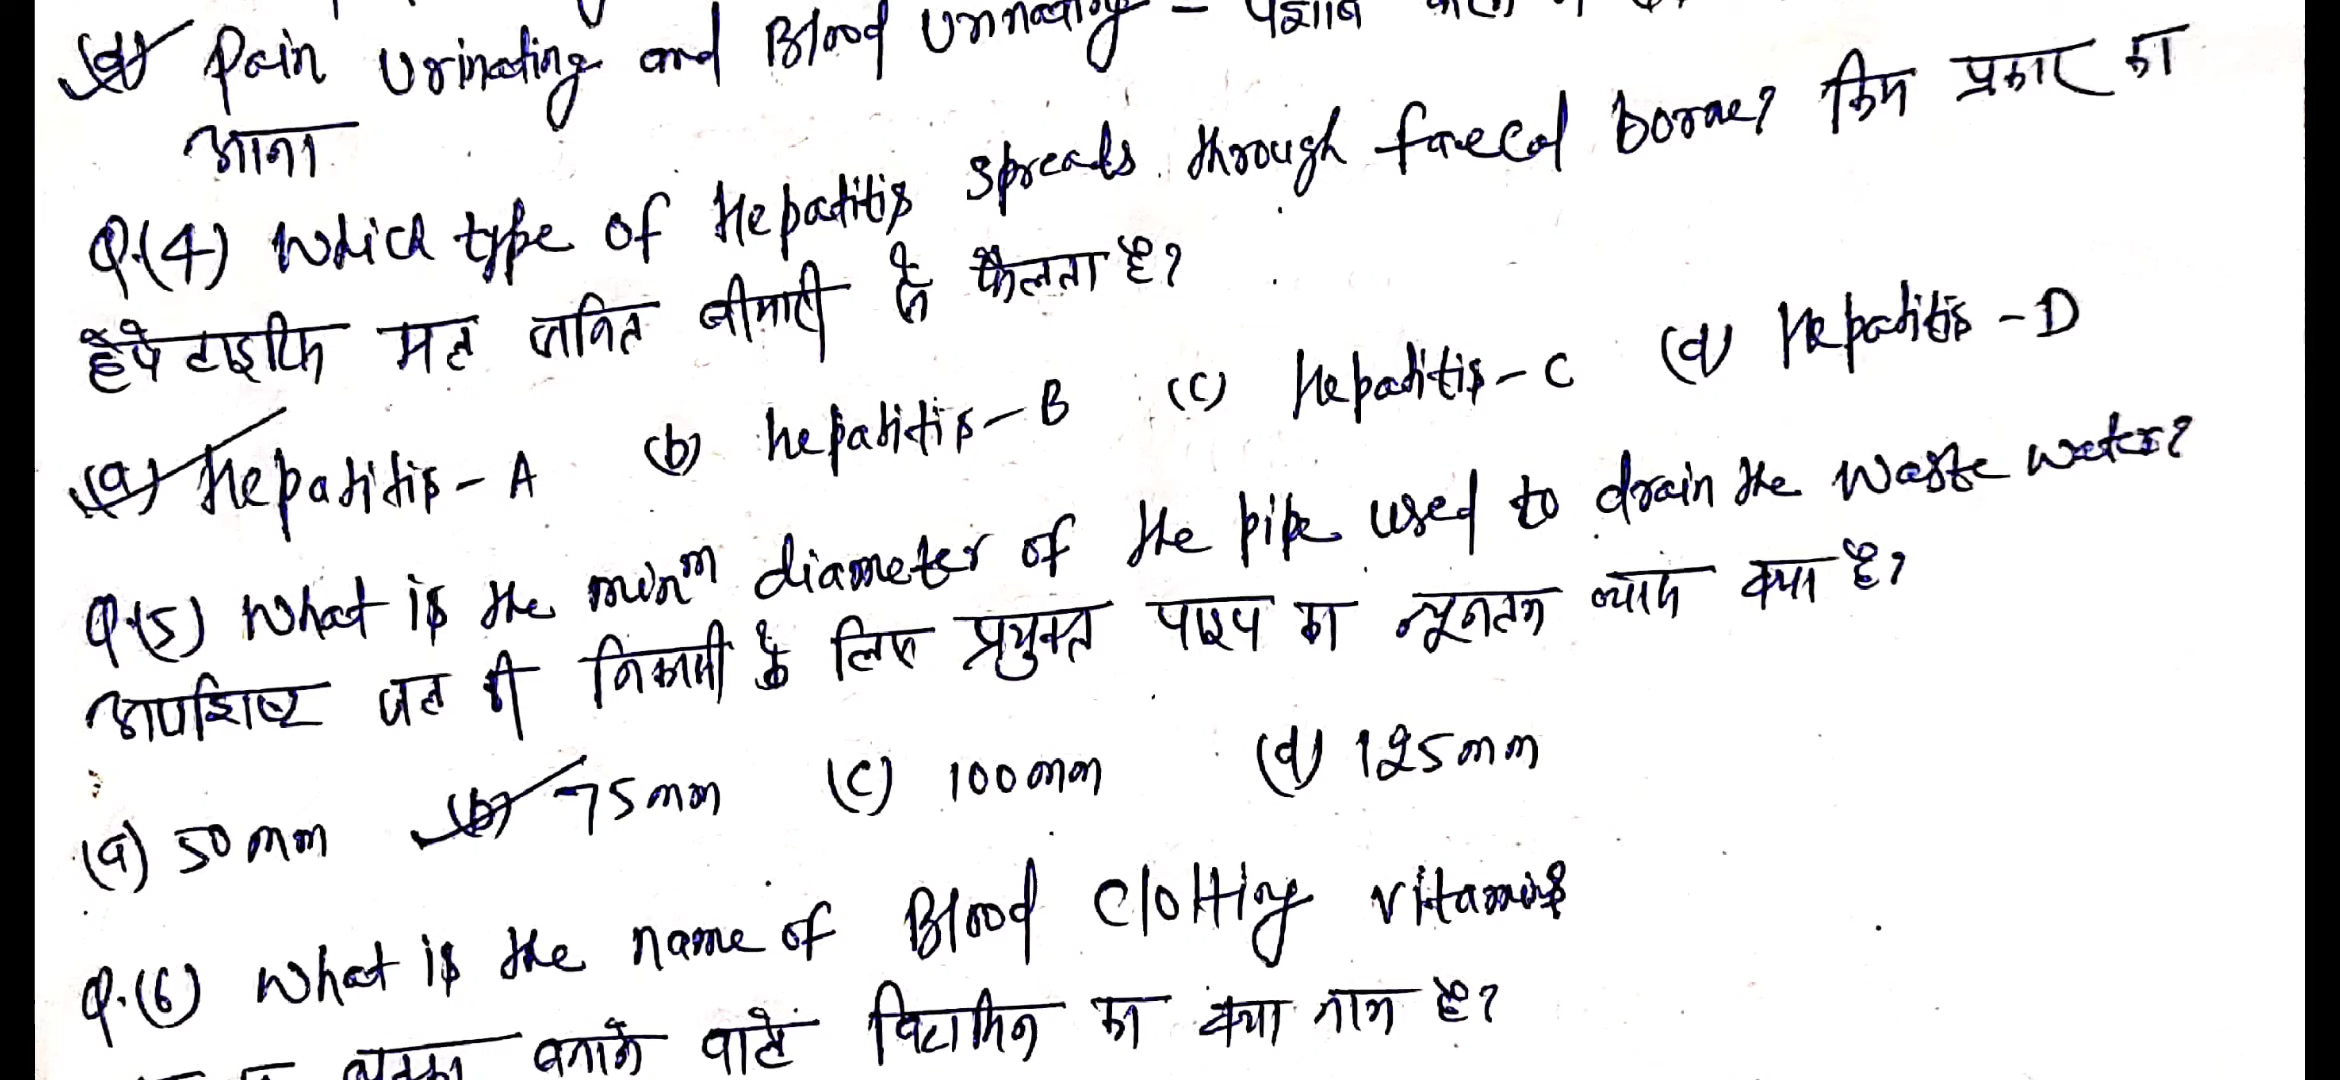 (d) Pain Urinating and Blood Urinating - पेशाब
आना
Q.(4) Which type of Hepatitis spreads through faecal borne? किस प्रकार का
हेपेटाइटिस मल जनित बीमारी से फैलता है?
(a) Hepatitis - A (b) hepatitis - B (c) Hepatitis - C (d) Hepatitis - D
Q.(5) What is the minm diameter of the pipe used to drain the waste water?
अपशिष्ट जल की निकासी के लिए प्रयुक्त पाइप का न्यूनतम व्यास क्या है?
(a) 50 mm (b) 75 mm (c) 100 mm (d) 125 mm
Q.(6) What is the name of Blood Clotting vitamins
बनाने वाले विटामिन का क्या नाम है?